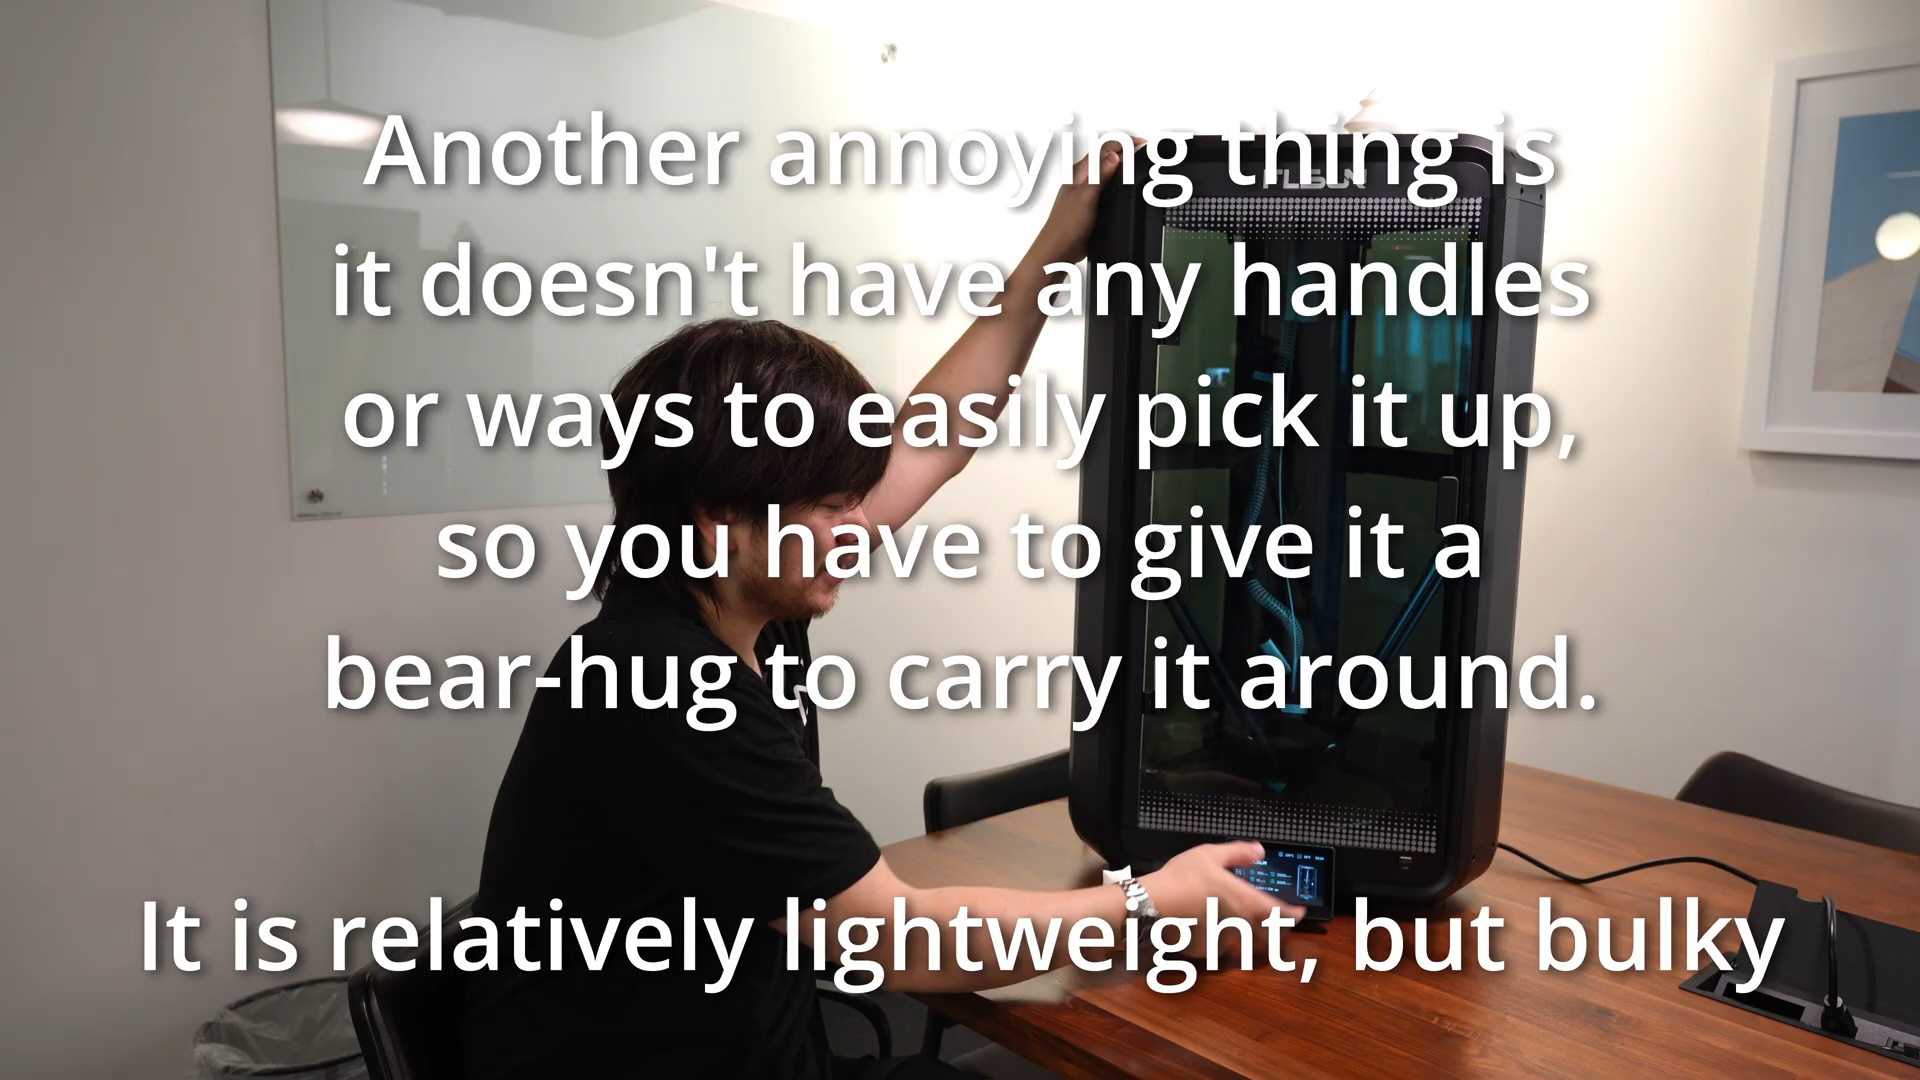 Another annoying thing is
FLSUN
it doesn't have any handles
or ways to easily pick it up,
so you have to give it a
bear-hug to carry it around.
It is relatively lightweight, but bulky